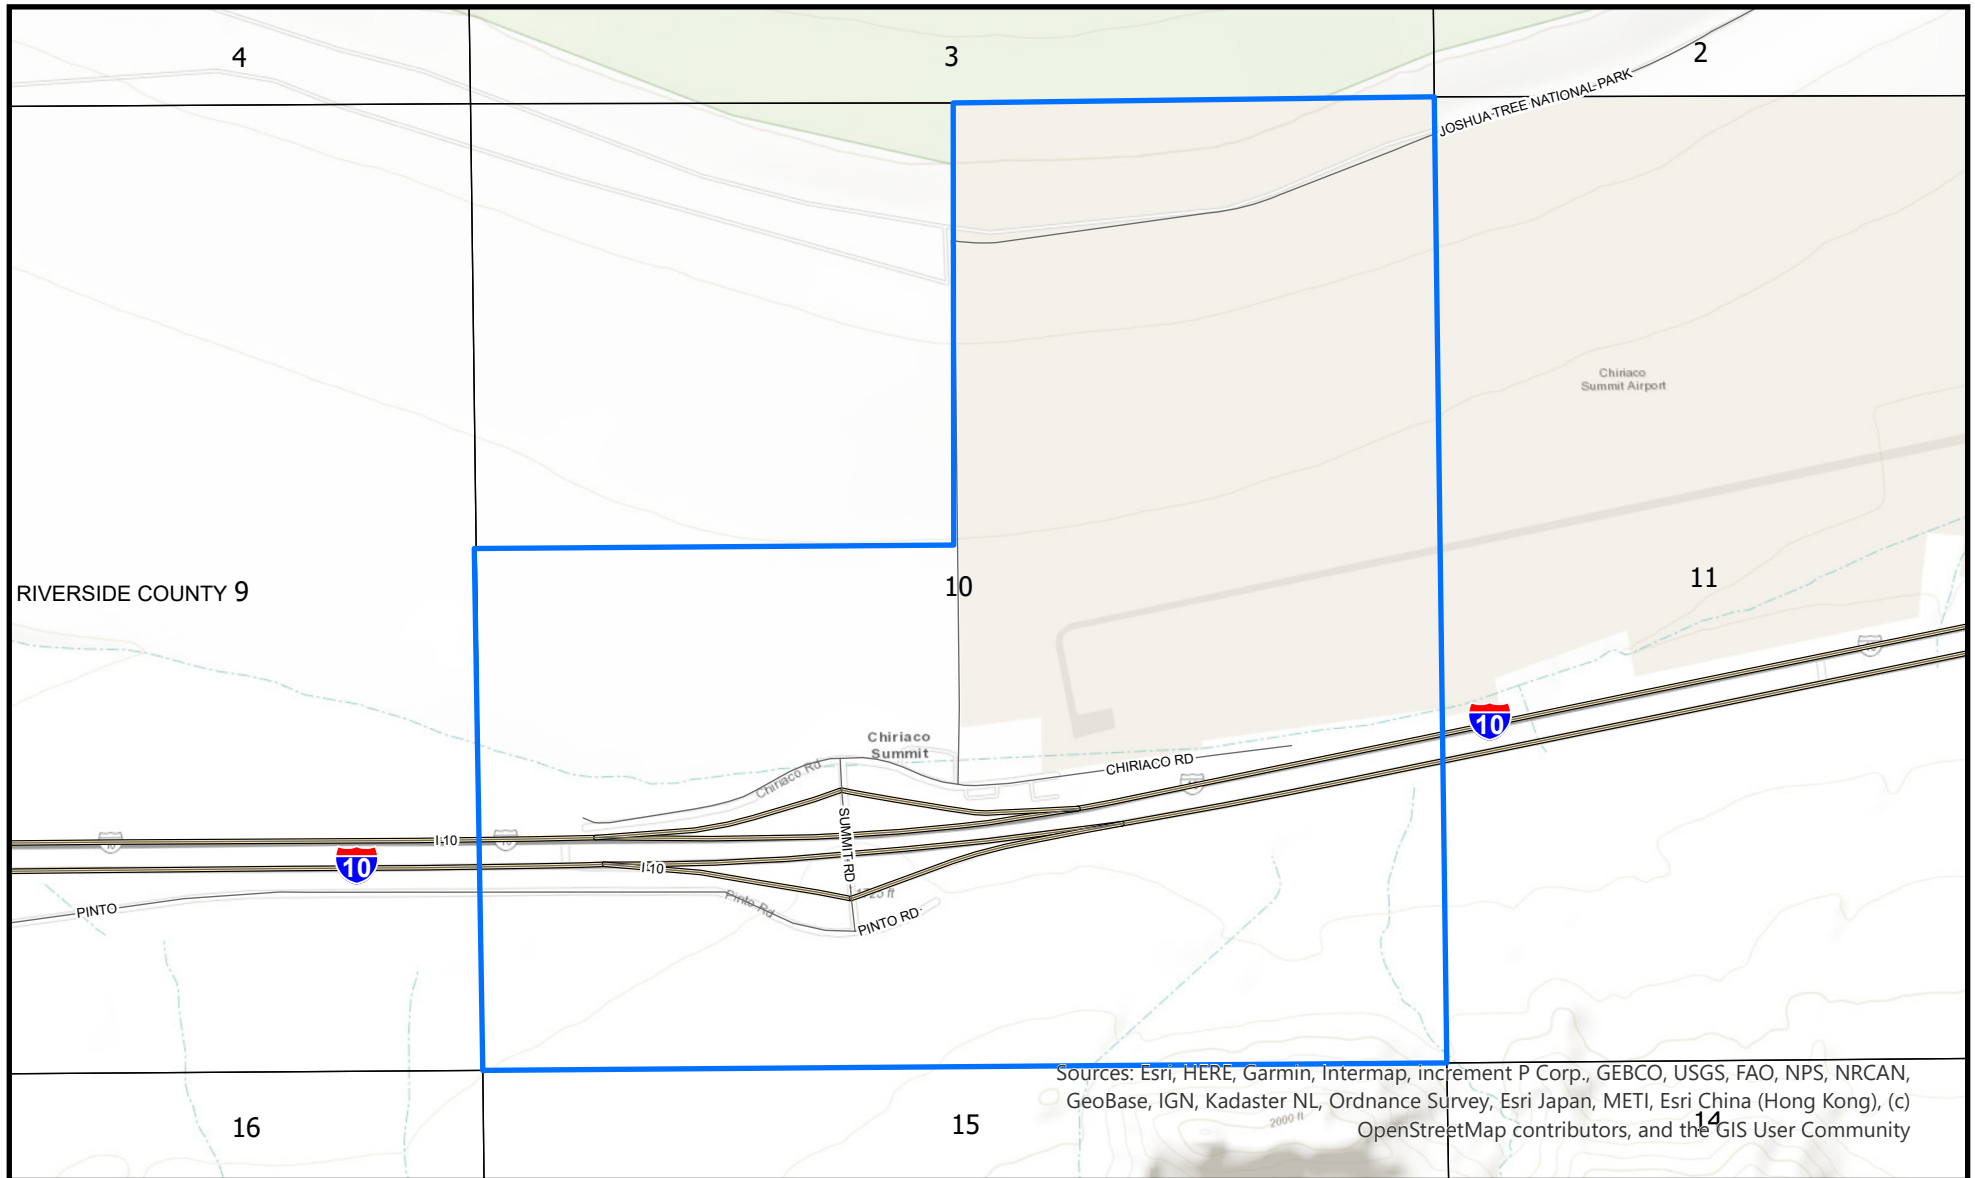 4
3
2
JOSHUA TREE NATIONAL PARK
Chiriaco
Summit Airport
RIVERSIDE COUNTY 9
10
11
Chiriaco
Summit
CHIRIACO RD
Chiriaco Rd
10
SUMMIT RD
I-10
I-10
10
Pinto Rd
PINTO
PINTO RD
Sources: Esri, HERE, Garmin, Intermap, increment P Corp., GEBCO, USGS, FAO, NPS, NRCAN,
GeoBase, IGN, Kadaster NL, Ordnance Survey, Esri Japan, METI, Esri China (Hong Kong), (c)
OpenStreetMap contributors, and the GIS User Community
16
15
14
2000 ft